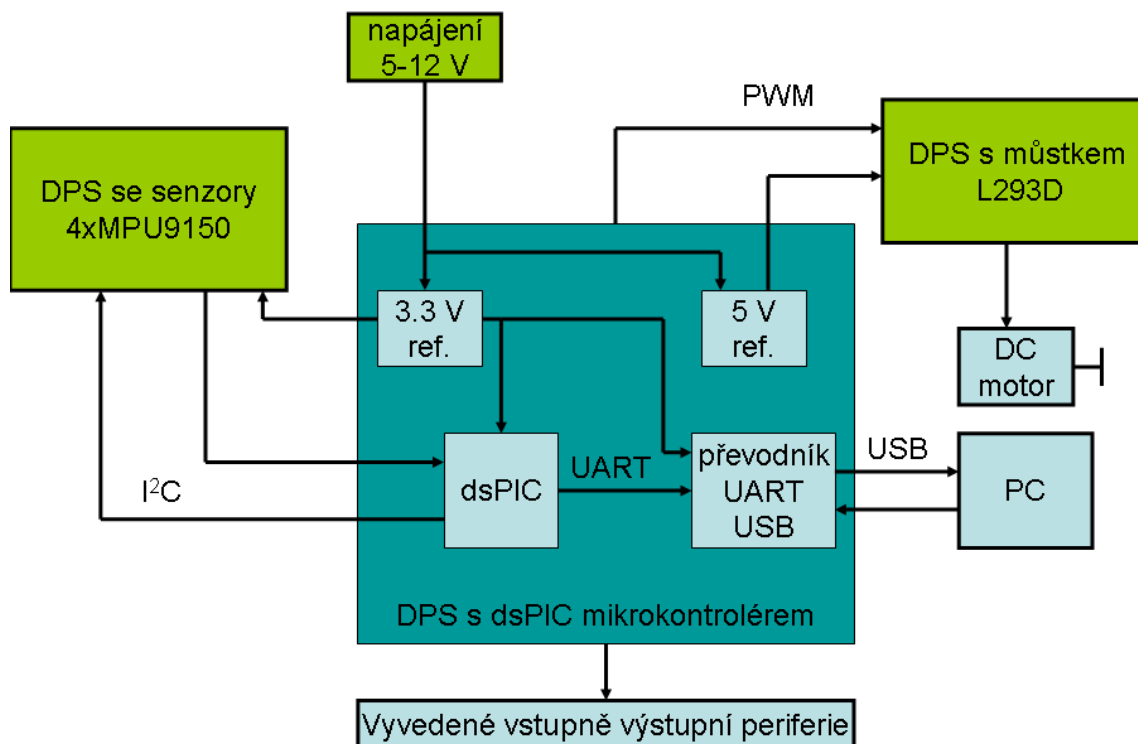 napájení
5-12 V
PWM
DPS se senzory
4xMPU9150
DPS s můstkem
L293D
3.3 V
ref.
5 V
ref.
DC
motor
I²C
dsPIC
UART
převodník
UART
USB
USB
PC
DPS s dsPIC mikrokontrolérem
Vyvedené vstupně výstupní periferie